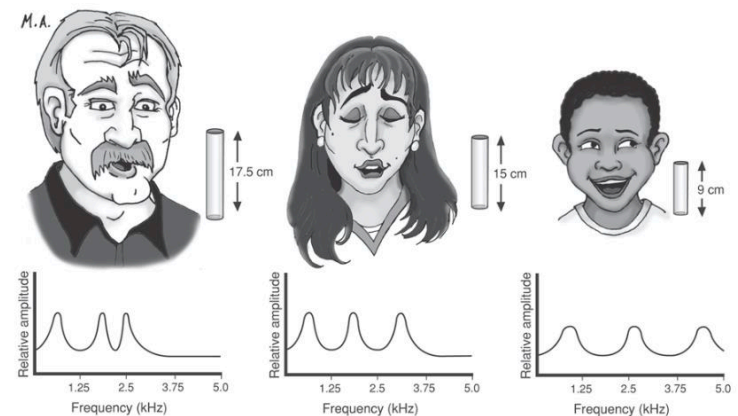 M.A.
17.5 cm
15 cm
9 cm
Relative amplitude
1.25 2.5 3.75 5.0
Frequency (kHz)
Relative amplitude
1.25 2.5 3.75 5.0
Frequency (kHz)
Relative amplitude
1.25 2.5 3.75 5.0
Frequency (kHz)